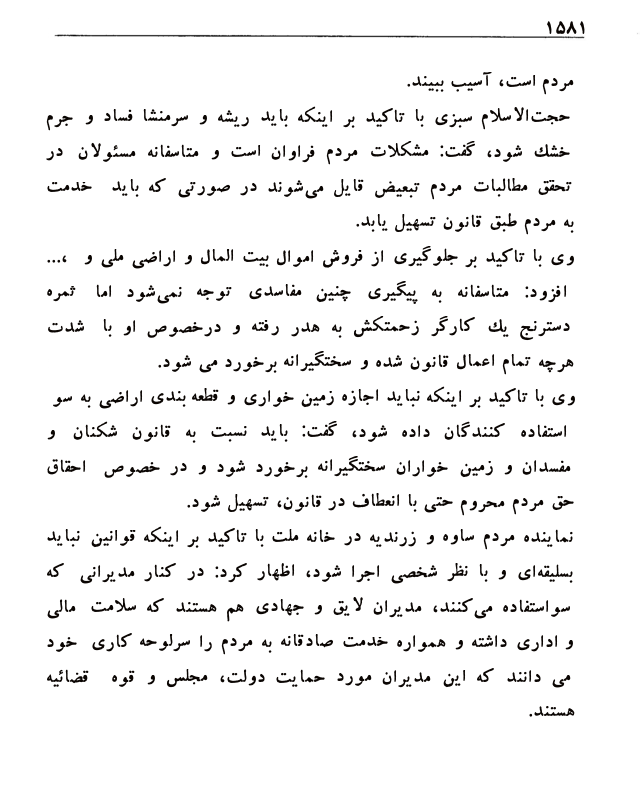 ۱۵۸۱
مردم است، آسیب ببیند.
حجت‌الاسلام سبزی با تاکید بر اینکه باید ریشه و سرمنشا فساد و جرم
خشك شود، گفت: مشکلات مردم فراوان است و متاسفانه مسئولان در
تحقق مطالبات مردم تبعیض قایل می‌شوند در صورتی که باید خدمت
به مردم طبق قانون تسهیل یابد.
وی با تاکید بر جلوگیری از فروش اموال بیت المال و اراضی ملی و ،...
افزود: متاسفانه به پیگیری چنین مفاسدی توجه نمی‌شود اما ثمره
دسترنج یك کارگر زحمتکش به هدر رفته و درخصوص او با شدت
هرچه تمام اعمال قانون شده و سختگیرانه برخورد می شود.
وی با تاکید بر اینکه نباید اجازه زمین خواری و قطعه بندی اراضی به سو
استفاده کنندگان داده شود، گفت: باید نسبت به قانون شکنان و
مفسدان و زمین خواران سختگیرانه برخورد شود و در خصوص احقاق
حق مردم محروم حتی با انعطاف در قانون، تسهیل شود.
نماینده مردم ساوه و زرندیه در خانه ملت با تاکید بر اینکه قوانین نباید
بسلیقه‌ای و با نظر شخصی اجرا شود، اظهار کرد: در کنار مدیرانی که
سواستفاده می‌کنند، مدیران لایق و جهادی هم هستند که سلامت مالی
و اداری داشته و همواره خدمت صادقانه به مردم را سرلوحه کاری خود
می دانند که این مدیران مورد حمایت دولت، مجلس و قوه قضائیه
هستند.